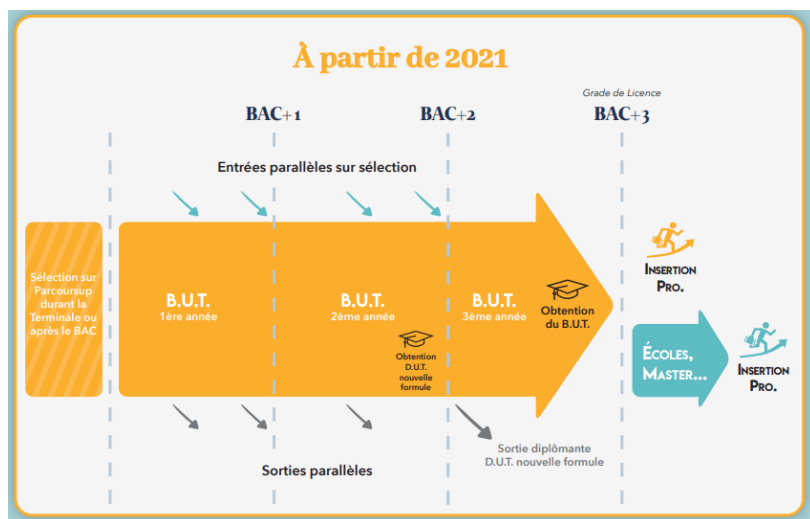 À partir de 2021
Grade de Licence
BAC+1
BAC+2
BAC+3
Entrées parallèles sur sélection
Sélection sur
Parcoursup
durant la
Terminale ou
après le BAC
B.U.T.
1ère année
B.U.T.
2ème année
Obtention
D.U.T.
nouvelle
formule
B.U.T.
3ème année
Obtention
du B.U.T.
Insertion
Pro.
Écoles,
Master...
Insertion
Pro.
Sortie diplômante
D.U.T. nouvelle formule
Sorties parallèles